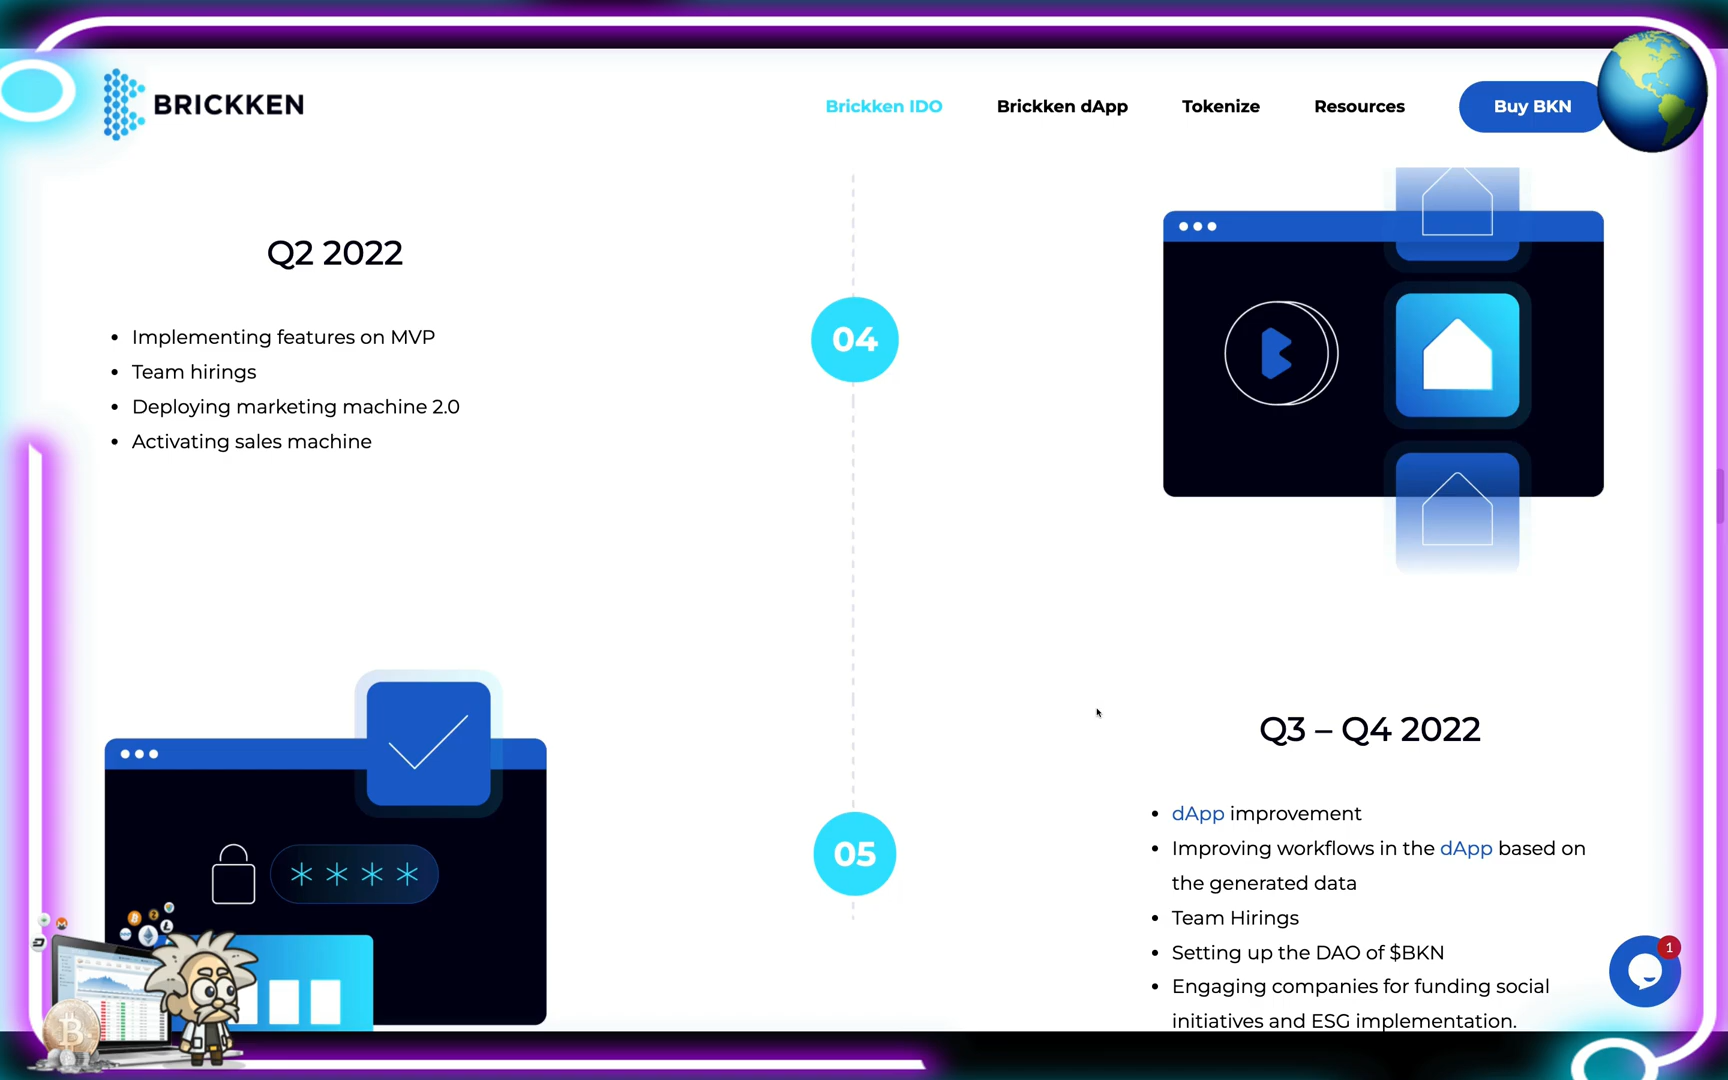 BRICKKEN
Brickken IDO
Brickken dApp
Tokenize
Resources
Buy BKN
Q2 2022
• Implementing features on MVP
• Team hirings
• Deploying marketing machine 2.0
• Activating sales machine
04
05
Q3 – Q4 2022
• dApp improvement
• Improving workflows in the dApp based on
the generated data
• Team Hirings
• Setting up the DAO of $BKN
• Engaging companies for funding social
initiatives and ESG implementation.
1